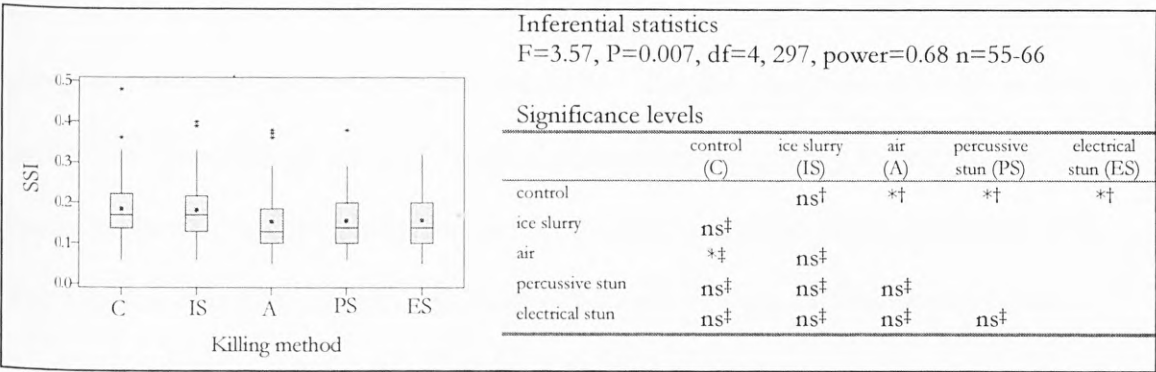 Inferential statistics
F=3.57, P=0.007, df=4, 297, power=0.68 n=55-66
0.5
0.4
0.3
0.2
0.1
0.0
SSI
C IS A PS ES
Killing method
Significance levels
control ice slurry air percussive electrical
(C) (IS) (A) stun (PS) stun (ES)
control ns† *† *† *†
ice slurry ns‡
air *‡ ns‡
percussive stun ns‡ ns‡ ns‡
electrical stun ns‡ ns‡ ns‡ ns‡